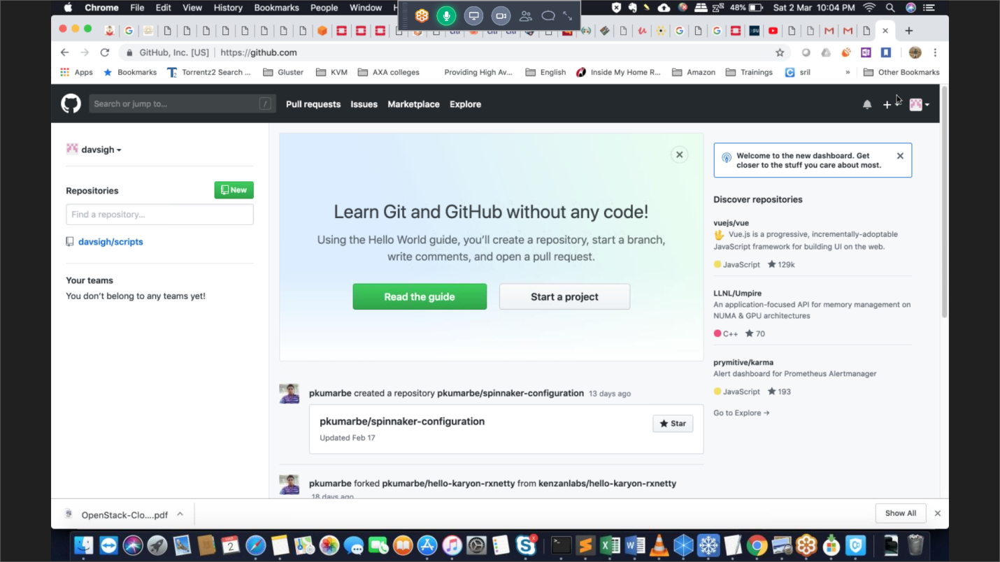 Chrome File Edit View History Bookmarks People Window
48% Sat 2 Mar 10:04 PM
GitHub, Inc. [US] https://github.com
Apps Bookmarks Torrentz2 Search ... Gluster KVM AXA colleges Providing High Av... English Inside My Home R... Amazon Trainings sril » Other Bookmarks
Search or jump to... / Pull requests Issues Marketplace Explore
davsigh
Repositories New
Find a repository...
davsigh/scripts
Your teams
You don't belong to any teams yet!
Learn Git and GitHub without any code!
Using the Hello World guide, you'll create a repository, start a branch,
write comments, and open a pull request.
Read the guide Start a project
pkumarbe created a repository pkumarbe/spinnaker-configuration 13 days ago
pkumarbe/spinnaker-configuration
Star
Updated Feb 17
pkumarbe forked pkumarbe/hello-karyon-rxnetty from kenzanlabs/hello-karyon-rxnetty
18 days ago
Welcome to the new dashboard. Get
closer to the stuff you care about most.
Discover repositories
vuejs/vue
Vue.js is a progressive, incrementally-adoptable
JavaScript framework for building UI on the web.
JavaScript 129k
LLNL/Umpire
An application-focused API for memory management on
NUMA & GPU architectures
C++ 70
prymitive/karma
Alert dashboard for Prometheus Alertmanager
JavaScript 193
Go to Explore →
OpenStack-Clo....pdf
Show All